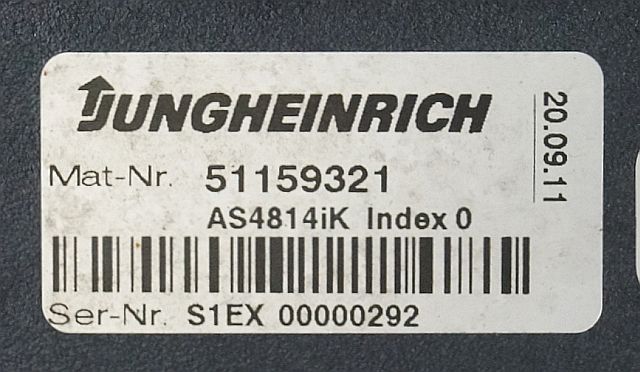 JUNGHEINRICH
Mat-Nr. 51159321
AS4814iK Index 0
Ser-Nr. S1EX 00000292
20.09.11